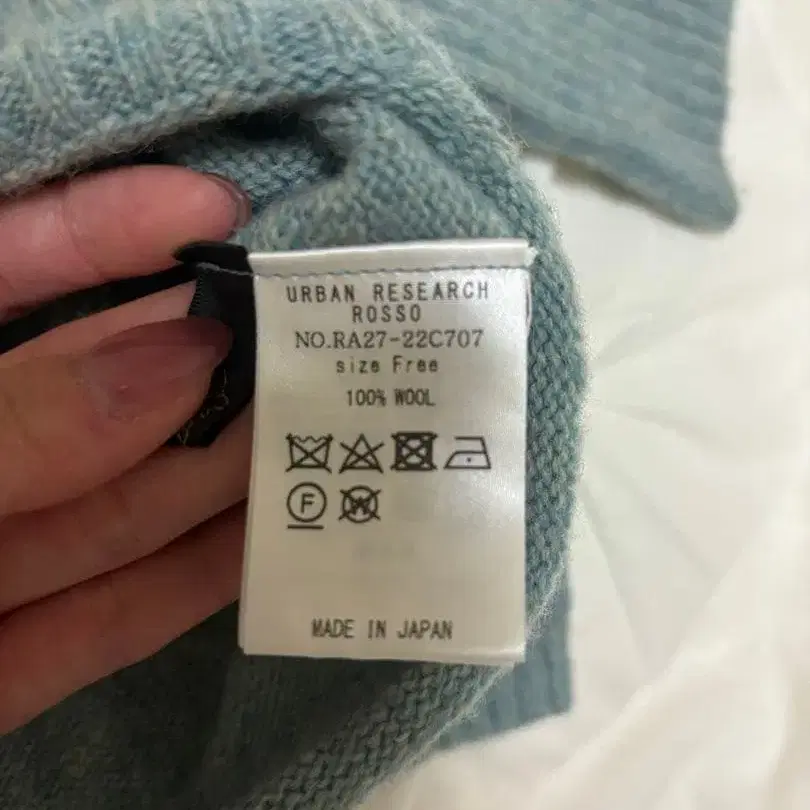 URBAN RESEARCH
ROSSO
NO.RA27-22C707
size Free
100% WOOL
F W
MADE IN JAPAN